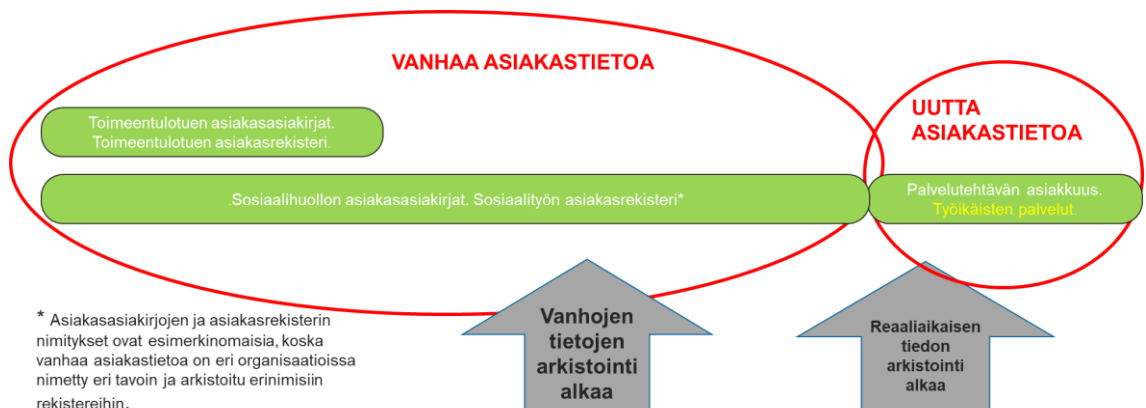 VANHAA ASIAKASTIETOA
UUTTA
ASIAKASTIETOA
Toimeentulotuen asiakasasiakirjat.
Toimeentulotuen asiakasrekisteri.
.Sosiaalihuollon asiakasasiakirjat. Sosiaalityön asiakasrekisteri*
Palvelutehtävän asiakkuus.
Työikäisten palvelut.
* Asiakasasiakirjojen ja asiakasrekisterin
nimitykset ovat esimerkinomaisia, koska
vanhaa asiakastietoa on eri organisaatioissa
nimetty eri tavoin ja arkistoitu erinimisiin
rekistereihin.
Vanhojen
tietojen
arkistointi
alkaa
Reaaliaikaisen
tiedon
arkistointi
alkaa